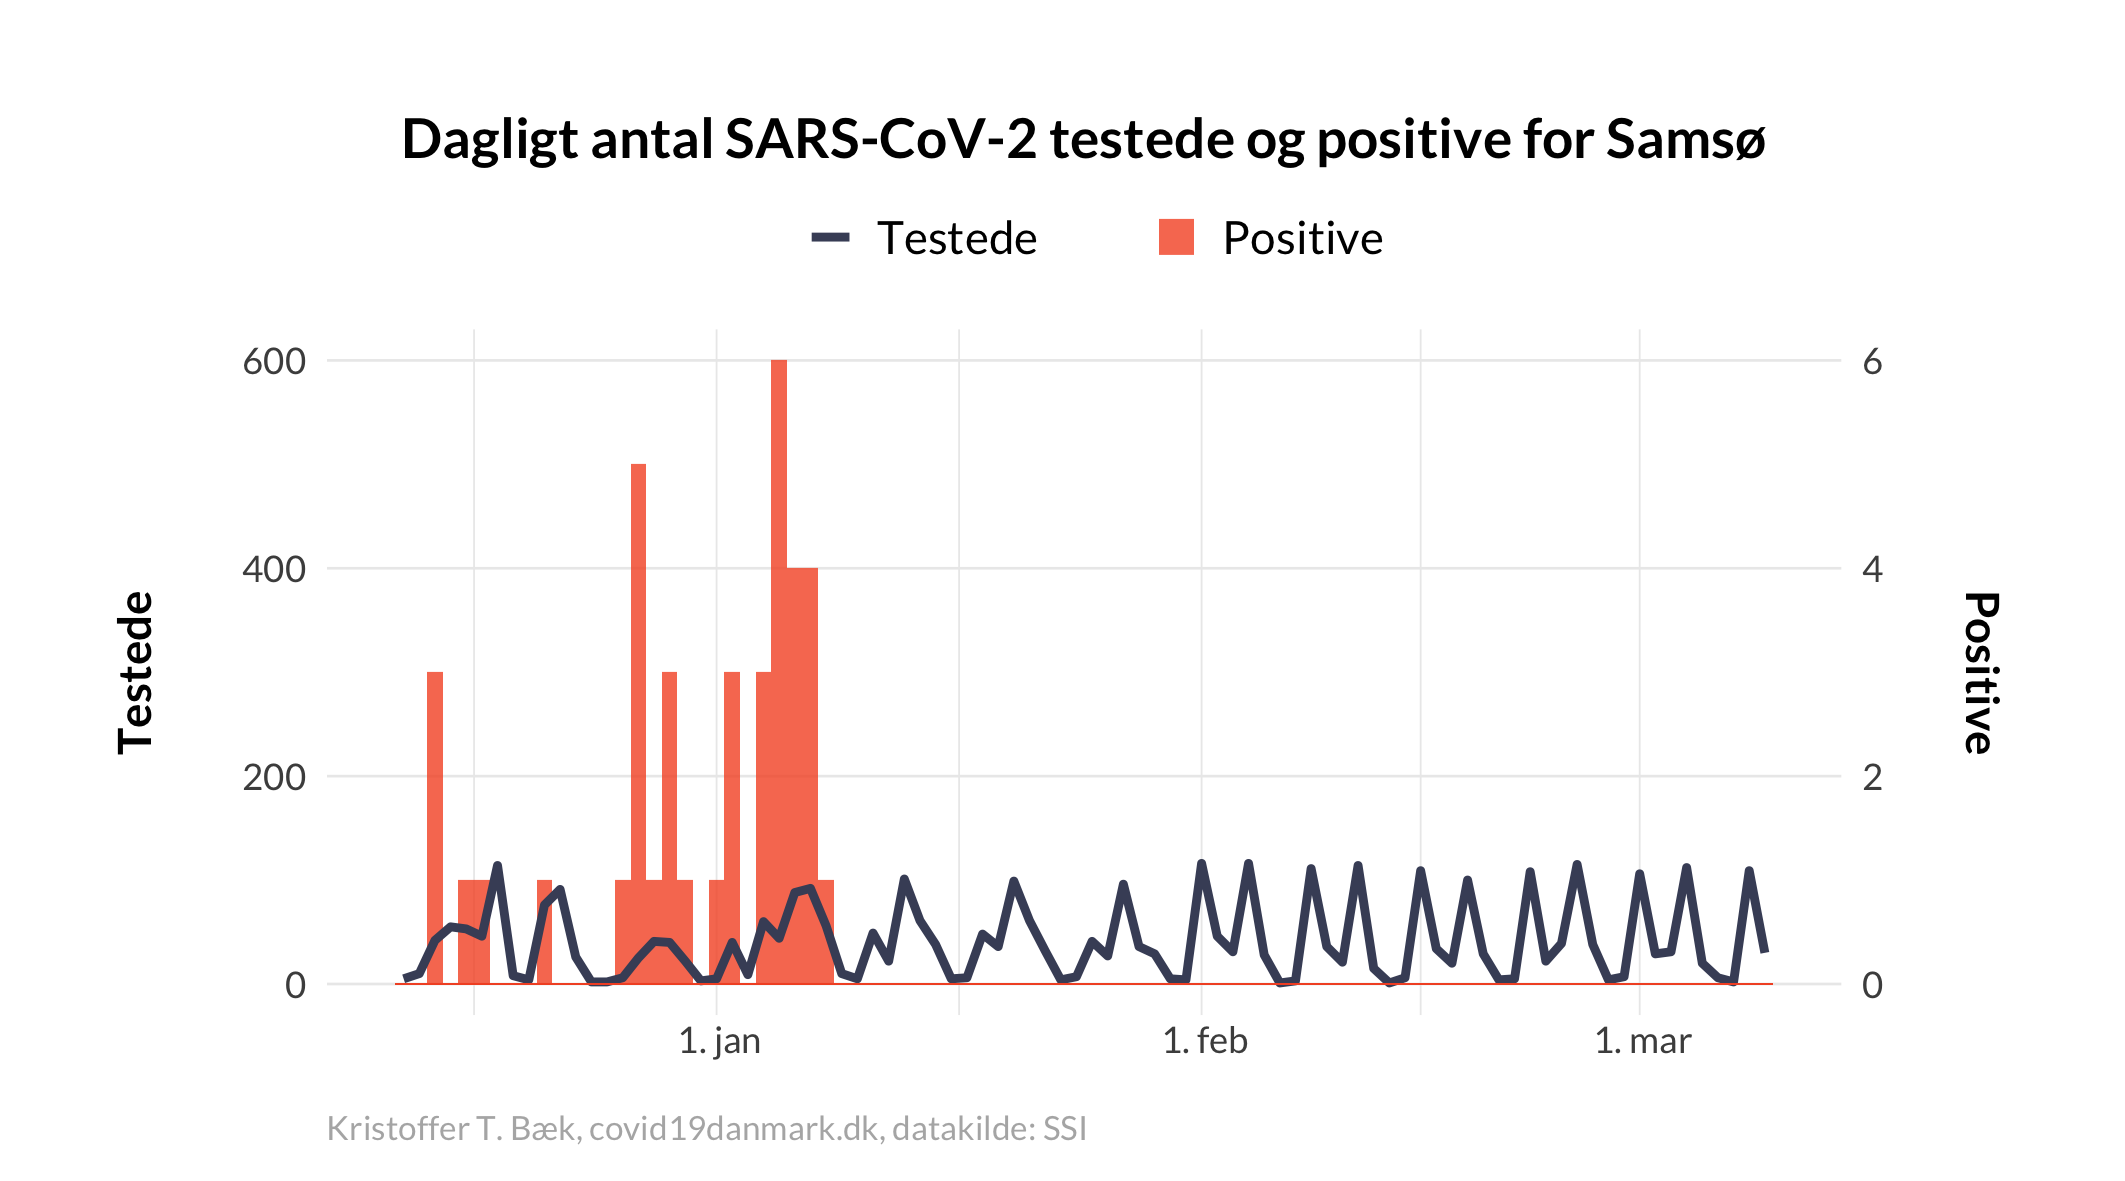 Dagligt antal SARS-CoV-2 testede og positive for Samsø
Testede Positive
600 6
400 4
200 2
0 0
Testede
Positive
1. jan 1. feb 1. mar
Kristoffer T. Bæk, covid19danmark.dk, datakilde: SSI